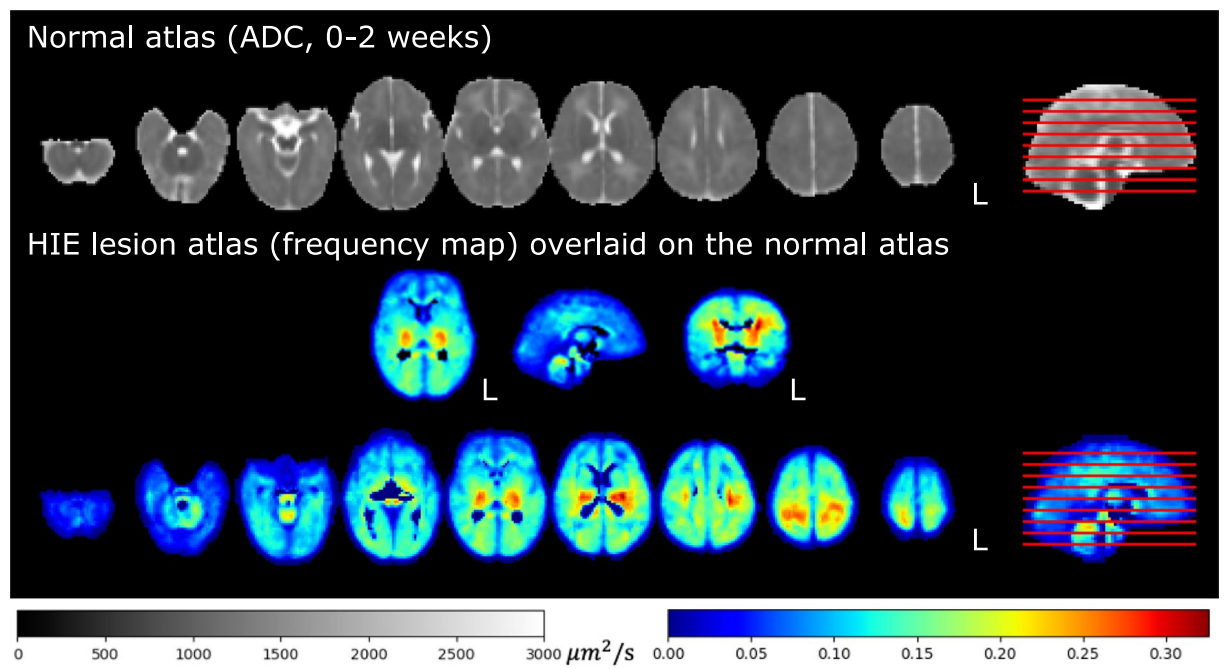 Normal atlas (ADC, 0-2 weeks)
L
HIE lesion atlas (frequency map) overlaid on the normal atlas
L L
L
0 500 1000 1500 2000 2500 3000 μm²/s
0.00 0.05 0.10 0.15 0.20 0.25 0.30